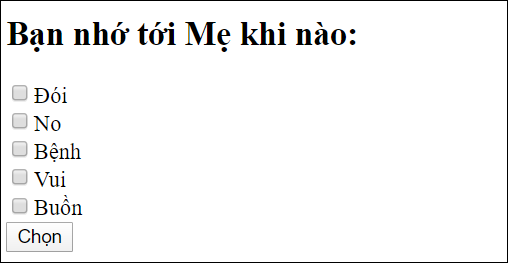 Bạn nhớ tới Mẹ khi nào:
Đói
No
Bệnh
Vui
Buồn
Chọn